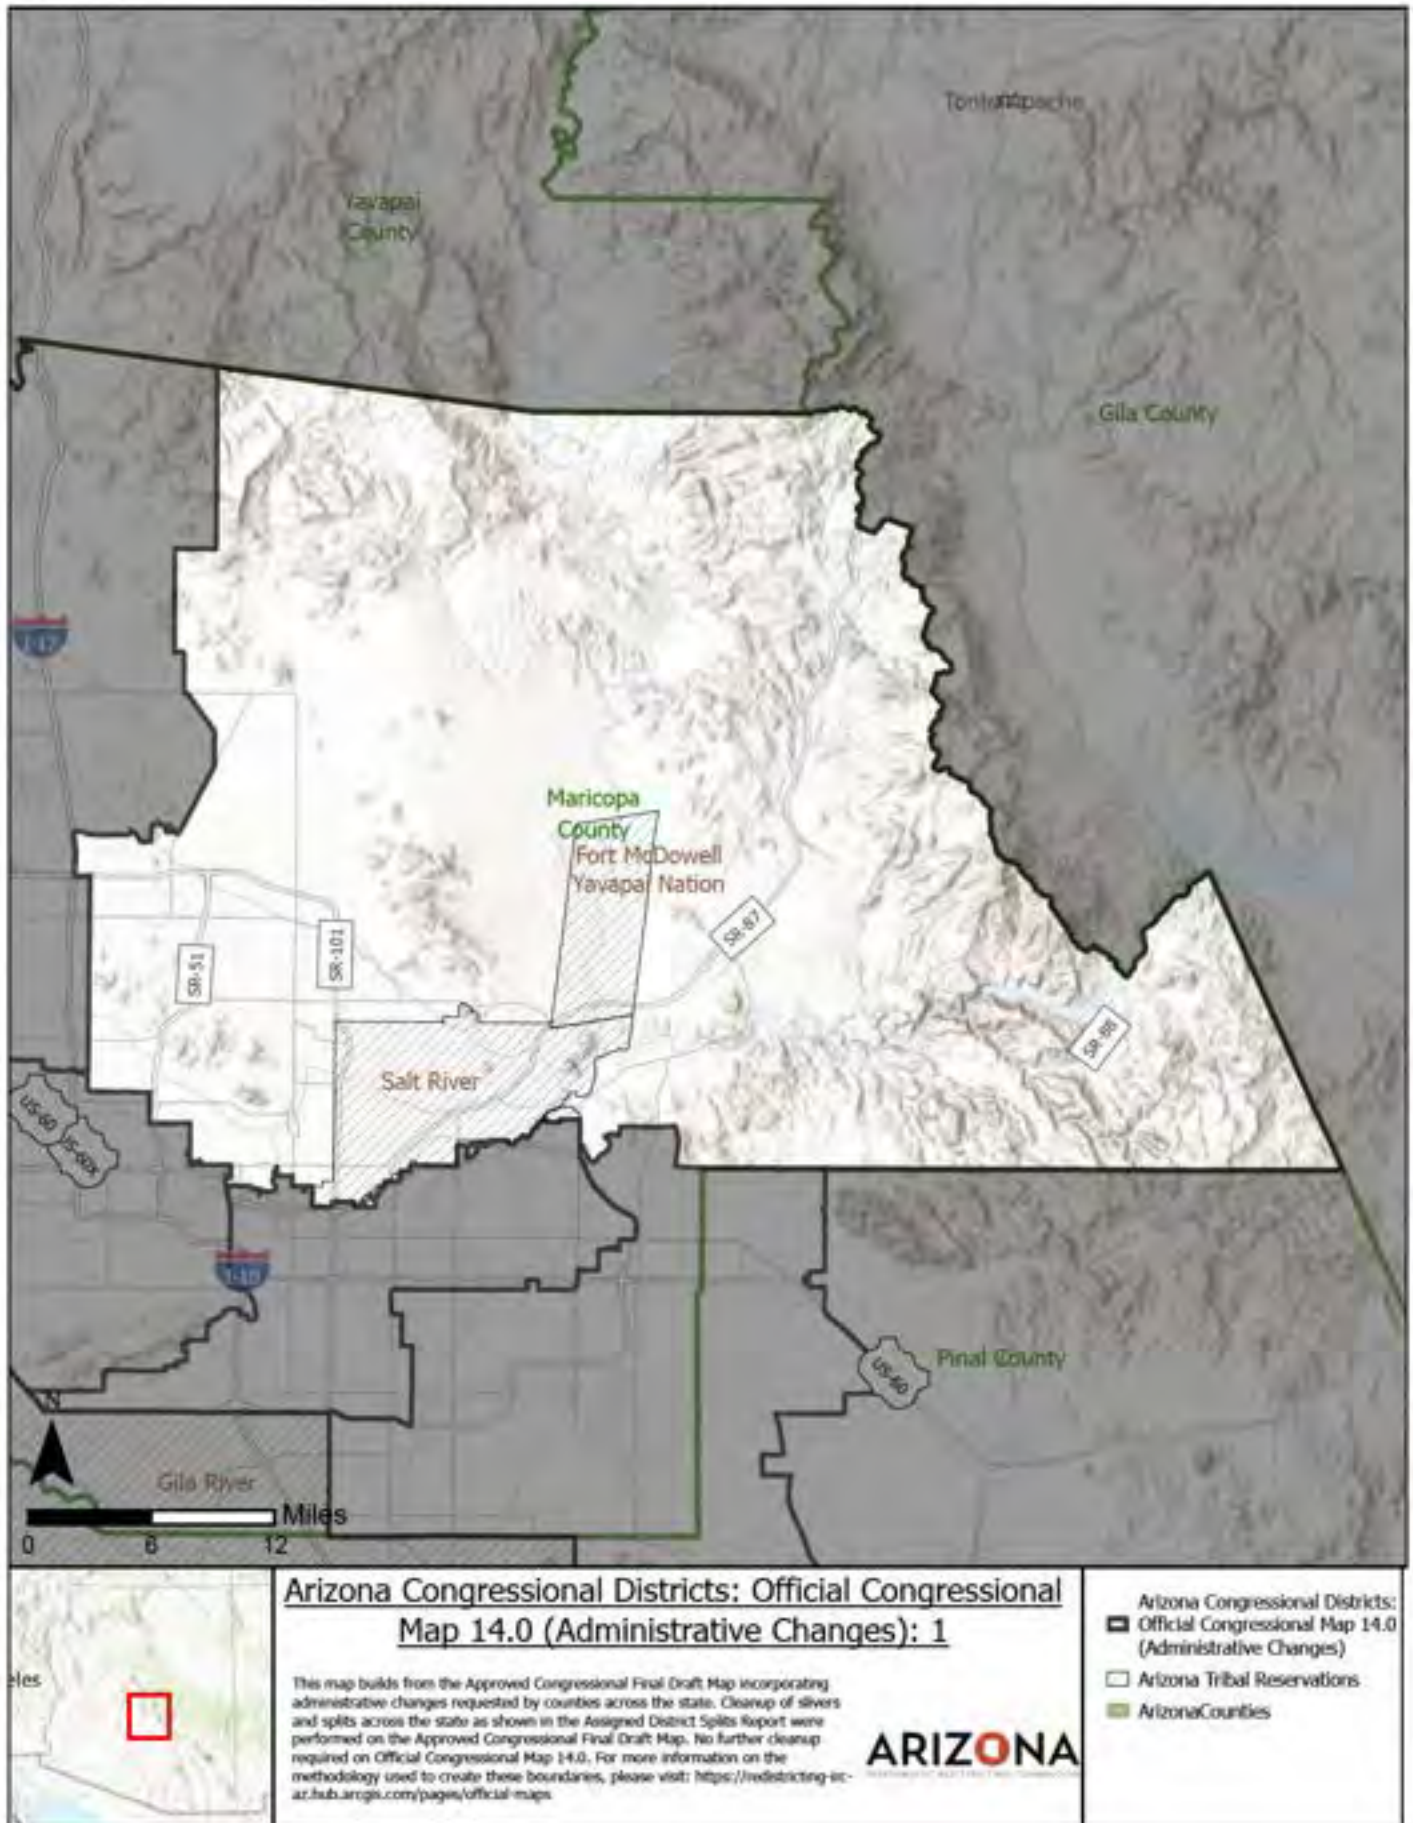 Yavapai
County
Gila County
I-17
Maricopa
County
Fort McDowell
Yavapai Nation
SR-87
SR-51
SR-101
SR-88
Salt River
US-60
I-10
Pinal County
US-60
N
Gila River
Miles
0 6 12
Arizona Congressional Districts: Official Congressional
Map 14.0 (Administrative Changes): 1
This map builds from the Approved Congressional Final Draft Map incorporating
administrative changes requested by counties across the state. Cleanup of slivers
and splits across the state as shown in the Assigned District Splits Report were
performed on the Approved Congressional Final Draft Map. No further cleanup
required on Official Congressional Map 14.0. For more information on the
methodology used to create these boundaries, please visit: https://redistricting-irc-
az.hub.arcgis.com/pages/official-maps
ARIZONA
Arizona Congressional Districts:
Official Congressional Map 14.0
(Administrative Changes)
Arizona Tribal Reservations
ArizonaCounties
eles